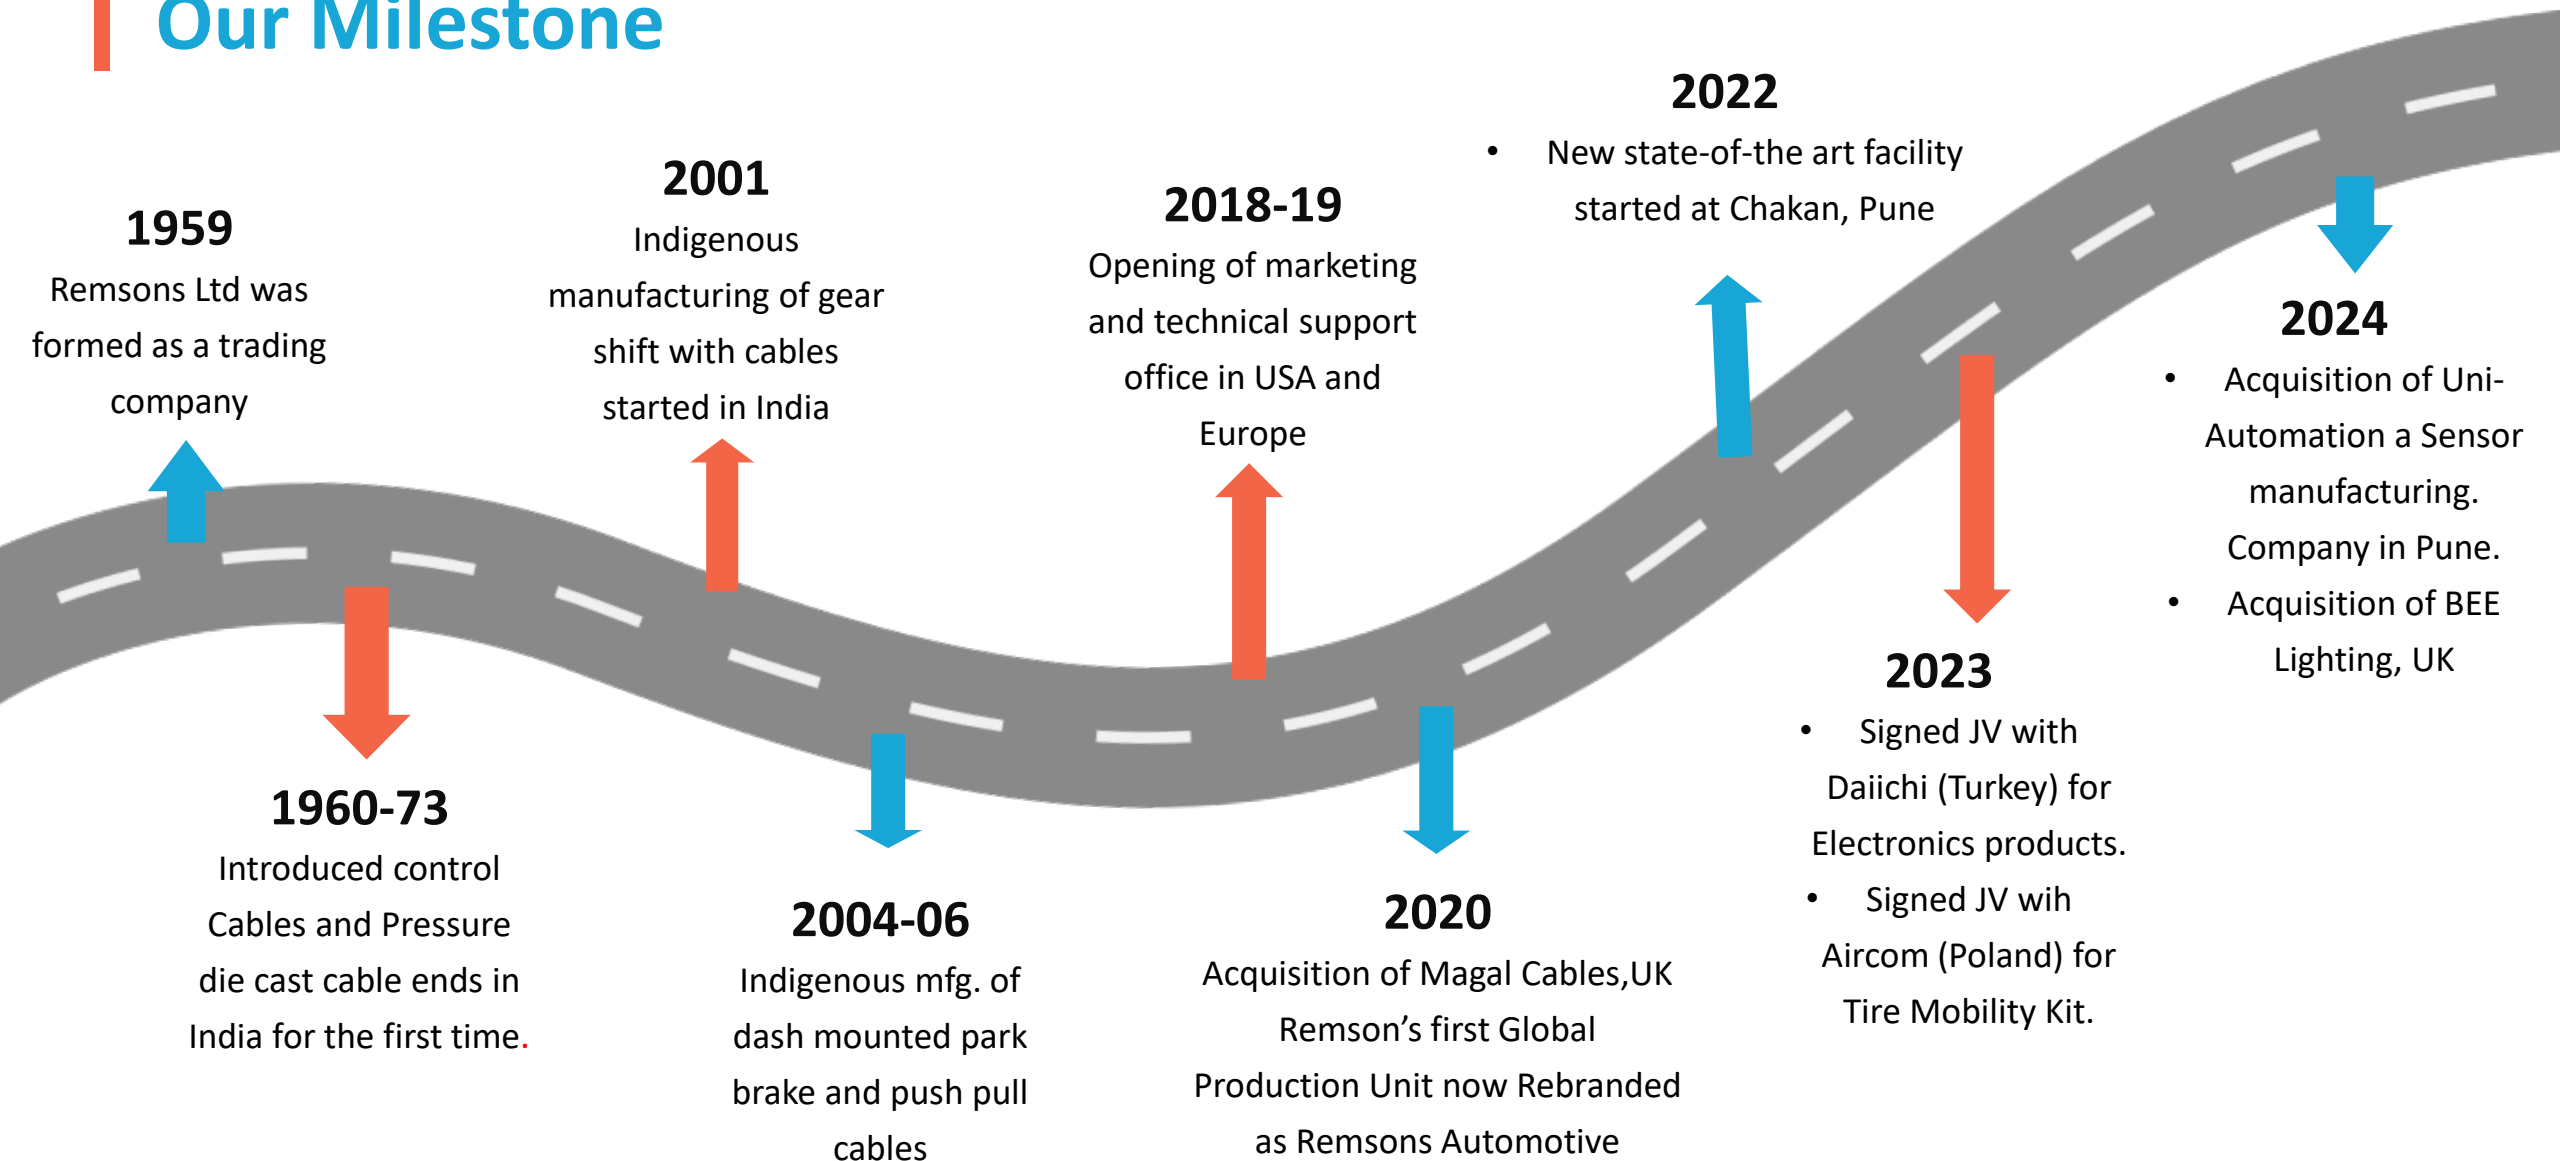 Our Milestone
1959
Remsons Ltd was
formed as a trading
company
1960-73
Introduced control
Cables and Pressure
die cast cable ends in
India for the first time.
2001
Indigenous
manufacturing of gear
shift with cables
started in India
2004-06
Indigenous mfg. of
dash mounted park
brake and push pull
cables
2018-19
Opening of marketing
and technical support
office in USA and
Europe
2020
Acquisition of Magal Cables,UK
Remson’s first Global
Production Unit now Rebranded
as Remsons Automotive
2022
• New state-of-the art facility
started at Chakan, Pune
2023
• Signed JV with
Daiichi (Turkey) for
Electronics products.
• Signed JV wih
Aircom (Poland) for
Tire Mobility Kit.
2024
• Acquisition of Uni-
Automation a Sensor
manufacturing.
Company in Pune.
• Acquisition of BEE
Lighting, UK